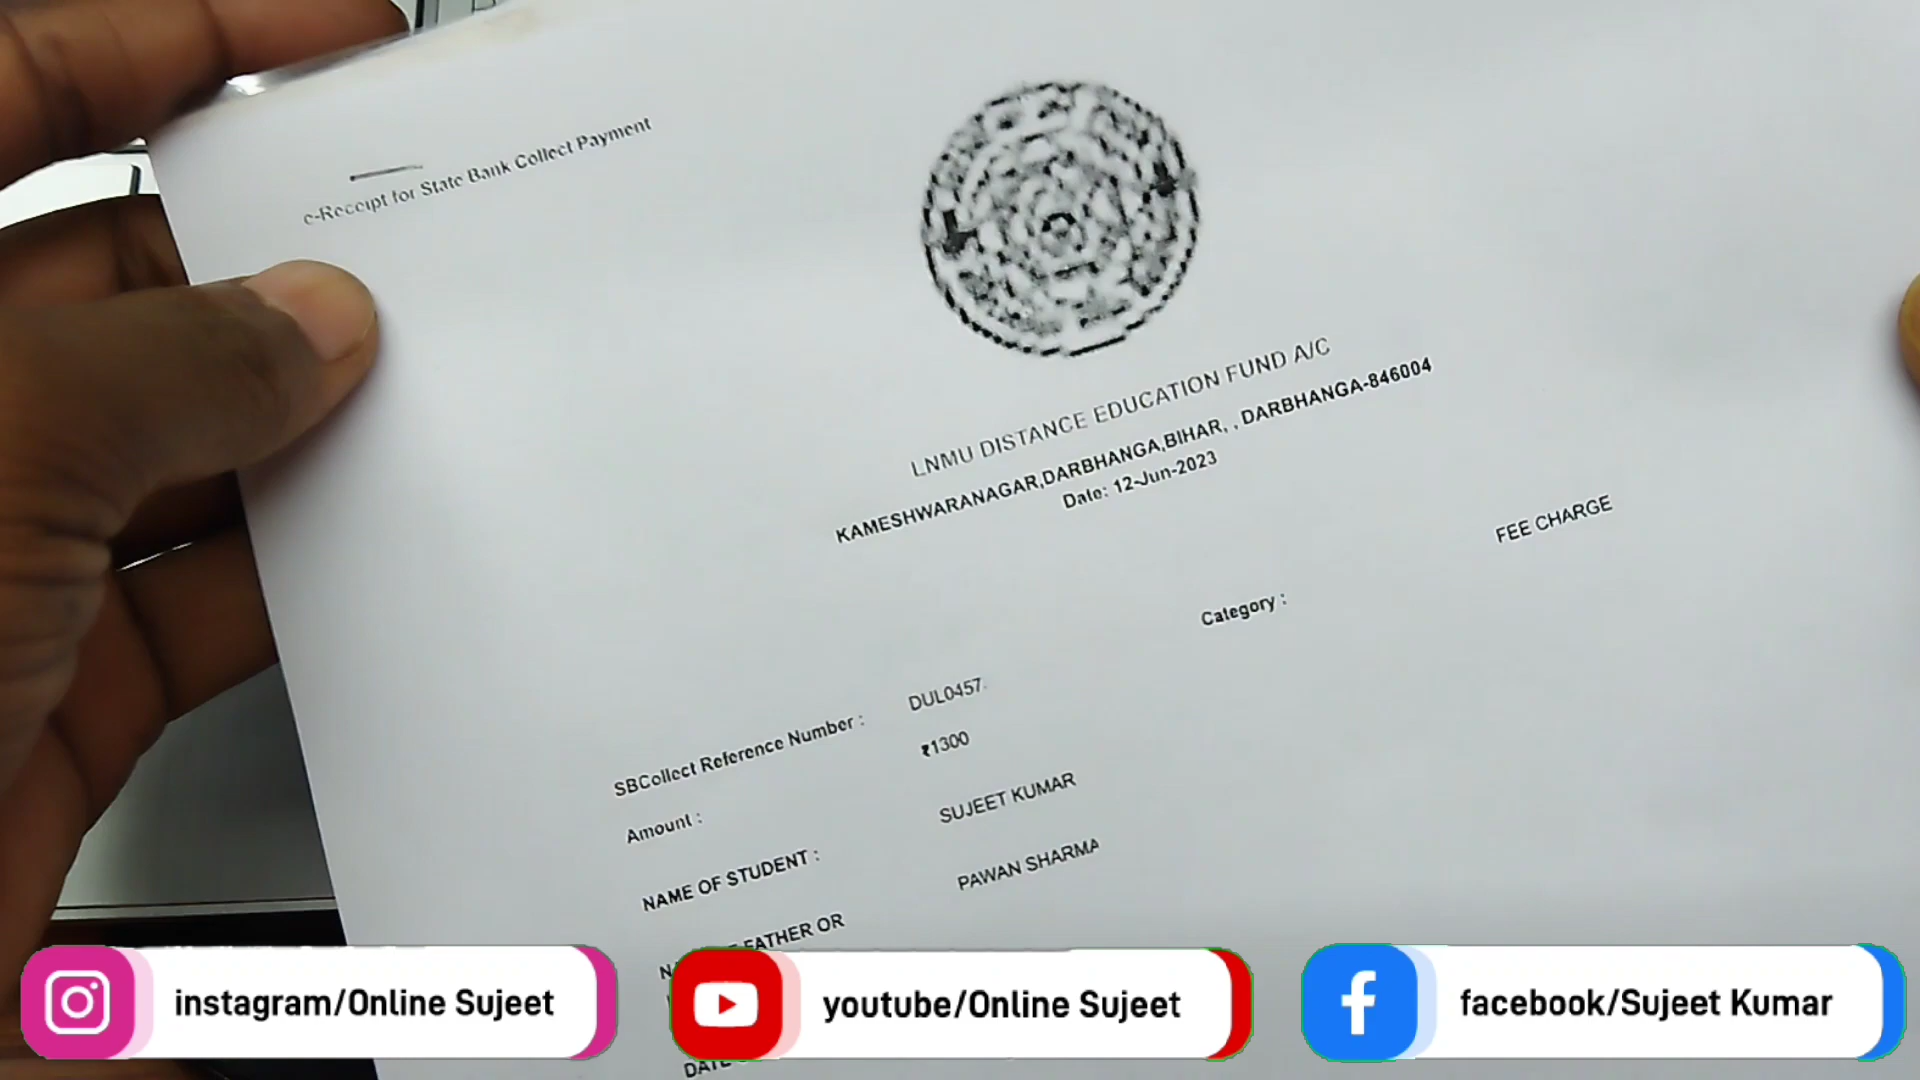 e-Receipt for State Bank Collect Payment
LNMU DISTANCE EDUCATION FUND A/C
KAMESHWARANAGAR,DARBHANGA,BIHAR, , DARBHANGA-846004
Date: 12-Jun-2023
Category : FEE CHARGE
SBCollect Reference Number : DUL0457
Amount : ₹1300
NAME OF STUDENT : SUJEET KUMAR
FATHER OR PAWAN SHARMA
instagram/Online Sujeet
youtube/Online Sujeet
facebook/Sujeet Kumar